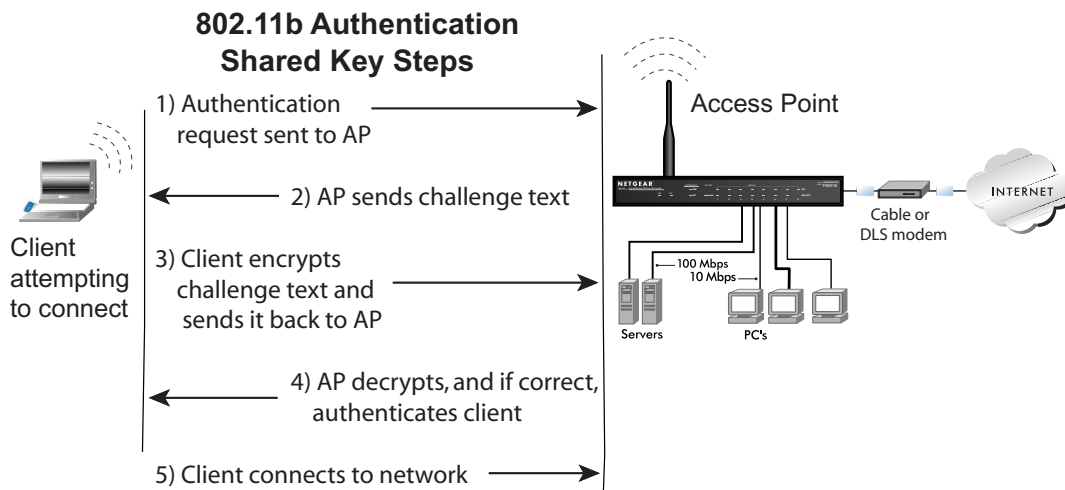 802.11b Authentication
Shared Key Steps
1) Authentication
request sent to AP
2) AP sends challenge text
3) Client encrypts
challenge text and
sends it back to AP
4) AP decrypts, and if correct,
authenticates client
5) Client connects to network
Client
attempting
to connect
Access Point
NETGEAR
INTERNET
Cable or
DLS modem
100 Mbps
10 Mbps
Servers
PC's